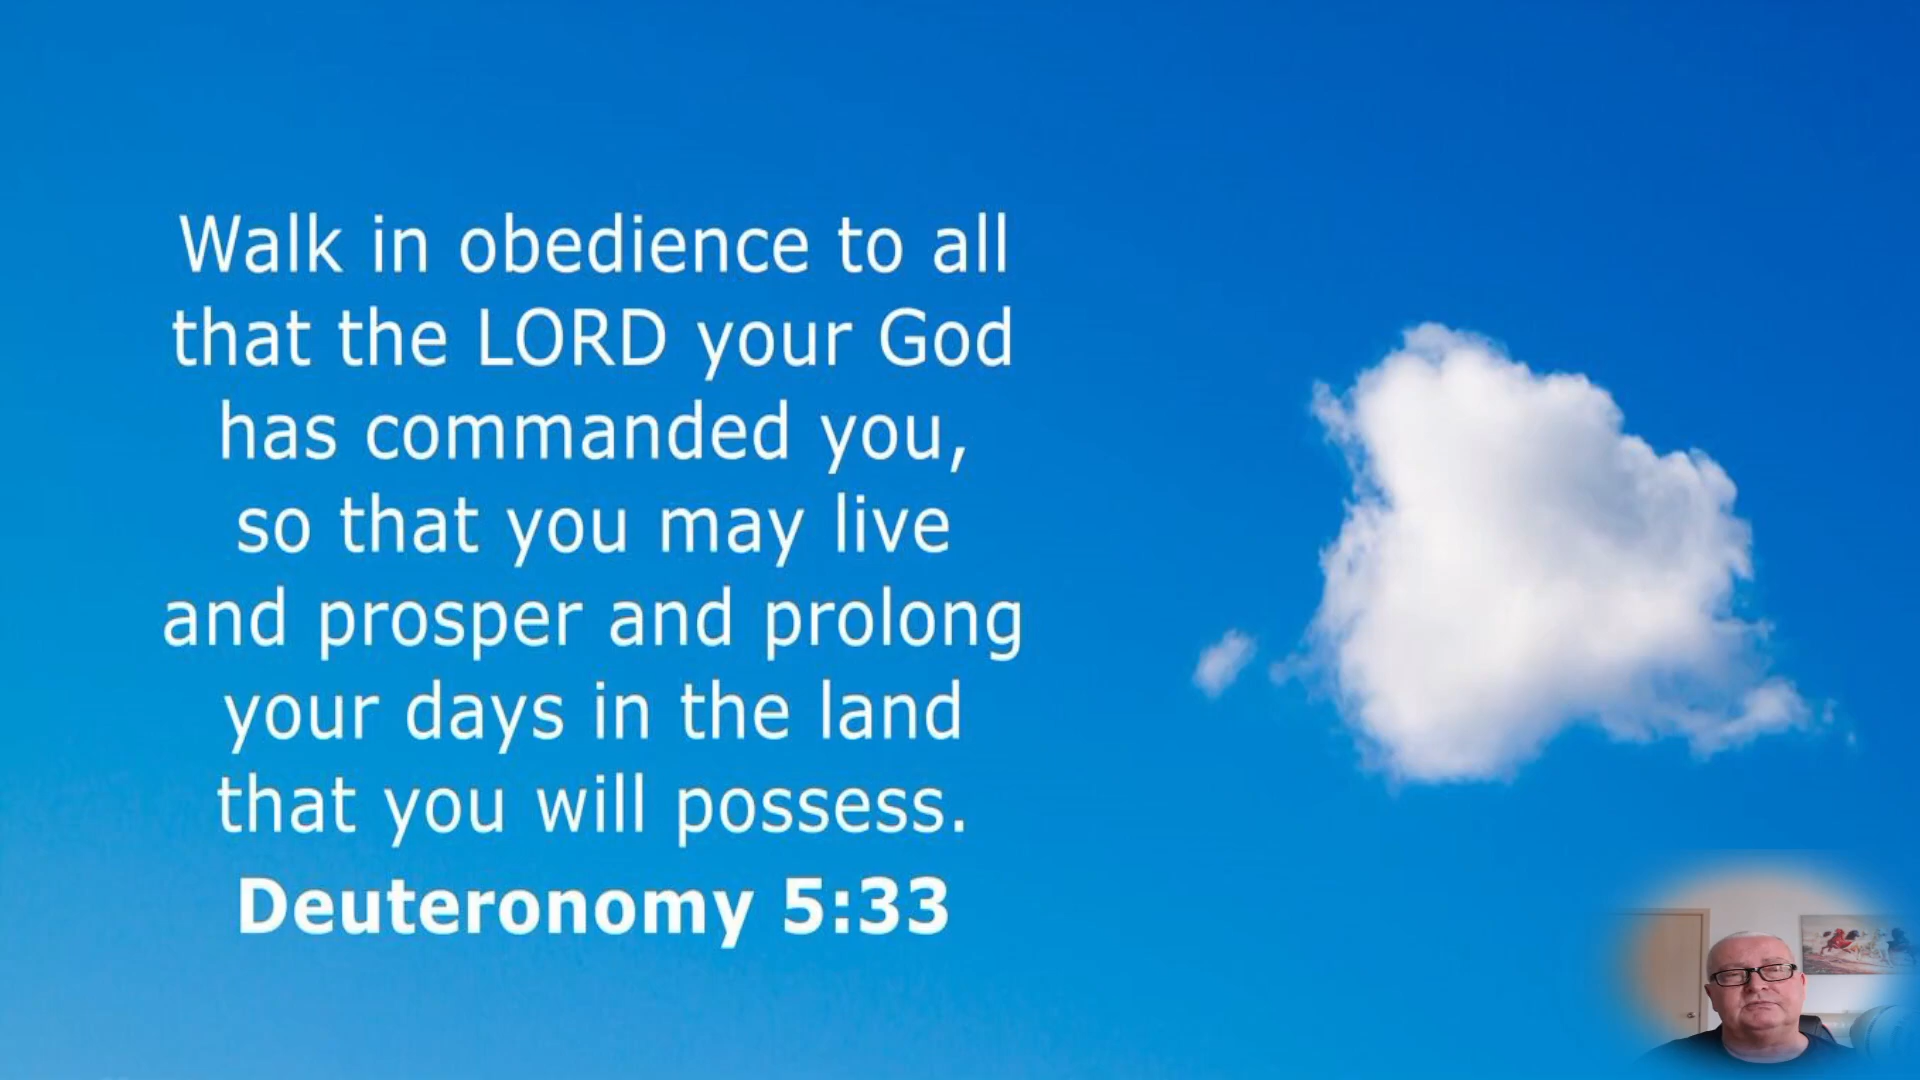 Walk in obedience to all
that the LORD your God
has commanded you,
so that you may live
and prosper and prolong
your days in the land
that you will possess.
Deuteronomy 5:33